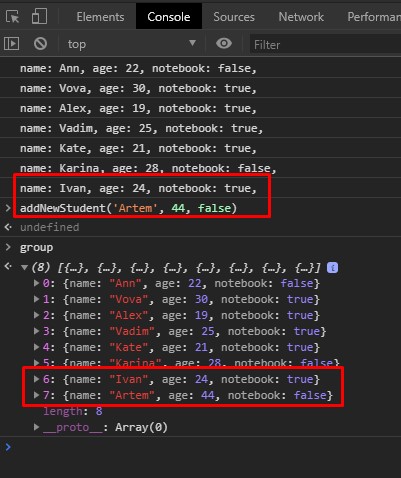 Elements Console Sources Network Performance
top Filter
name: Ann, age: 22, notebook: false,
name: Vova, age: 30, notebook: true,
name: Alex, age: 19, notebook: true,
name: Vadim, age: 25, notebook: true,
name: Kate, age: 21, notebook: true,
name: Karina, age: 28, notebook: false,
name: Ivan, age: 24, notebook: true,
addNewStudent('Artem', 44, false)
undefined
group
(8) [{…}, {…}, {…}, {…}, {…}, {…}, {…}, {…}]
0: {name: "Ann", age: 22, notebook: false}
1: {name: "Vova", age: 30, notebook: true}
2: {name: "Alex", age: 19, notebook: true}
3: {name: "Vadim", age: 25, notebook: true}
4: {name: "Kate", age: 21, notebook: true}
5: {name: "Karina", age: 28, notebook: false}
6: {name: "Ivan", age: 24, notebook: true}
7: {name: "Artem", age: 44, notebook: false}
length: 8
__proto__: Array(0)